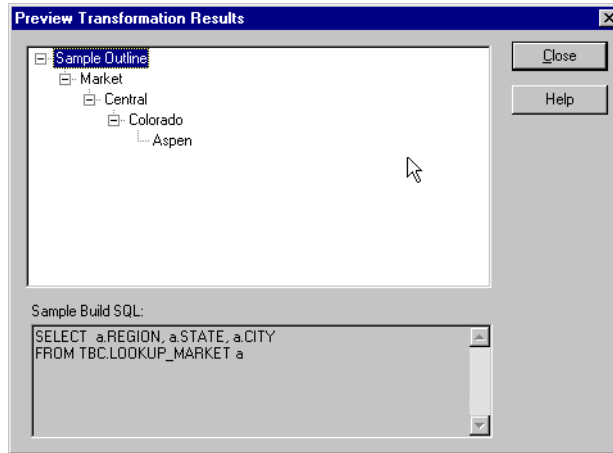 Preview Transformation Results
Sample Outline
Market
Central
Colorado
Aspen
Close
Help
Sample Build SQL:
SELECT  a.REGION, a.STATE, a.CITY
FROM TBC.LOOKUP_MARKET a